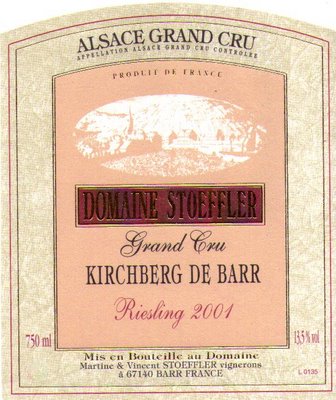 ALSACE GRAND CRU
APPELLATION ALSACE GRAND CRU CONTROLEE
PRODUIT DE FRANCE
DOMAINE STOEFFLER
Grand Cru
KIRCHBERG DE BARR
Riesling 2001
750 ml
13,5 % vol
Mis en Bouteille au Domaine
Martine & Vincent STOEFFLER vignerons
à 67140 BARR FRANCE
L 0135